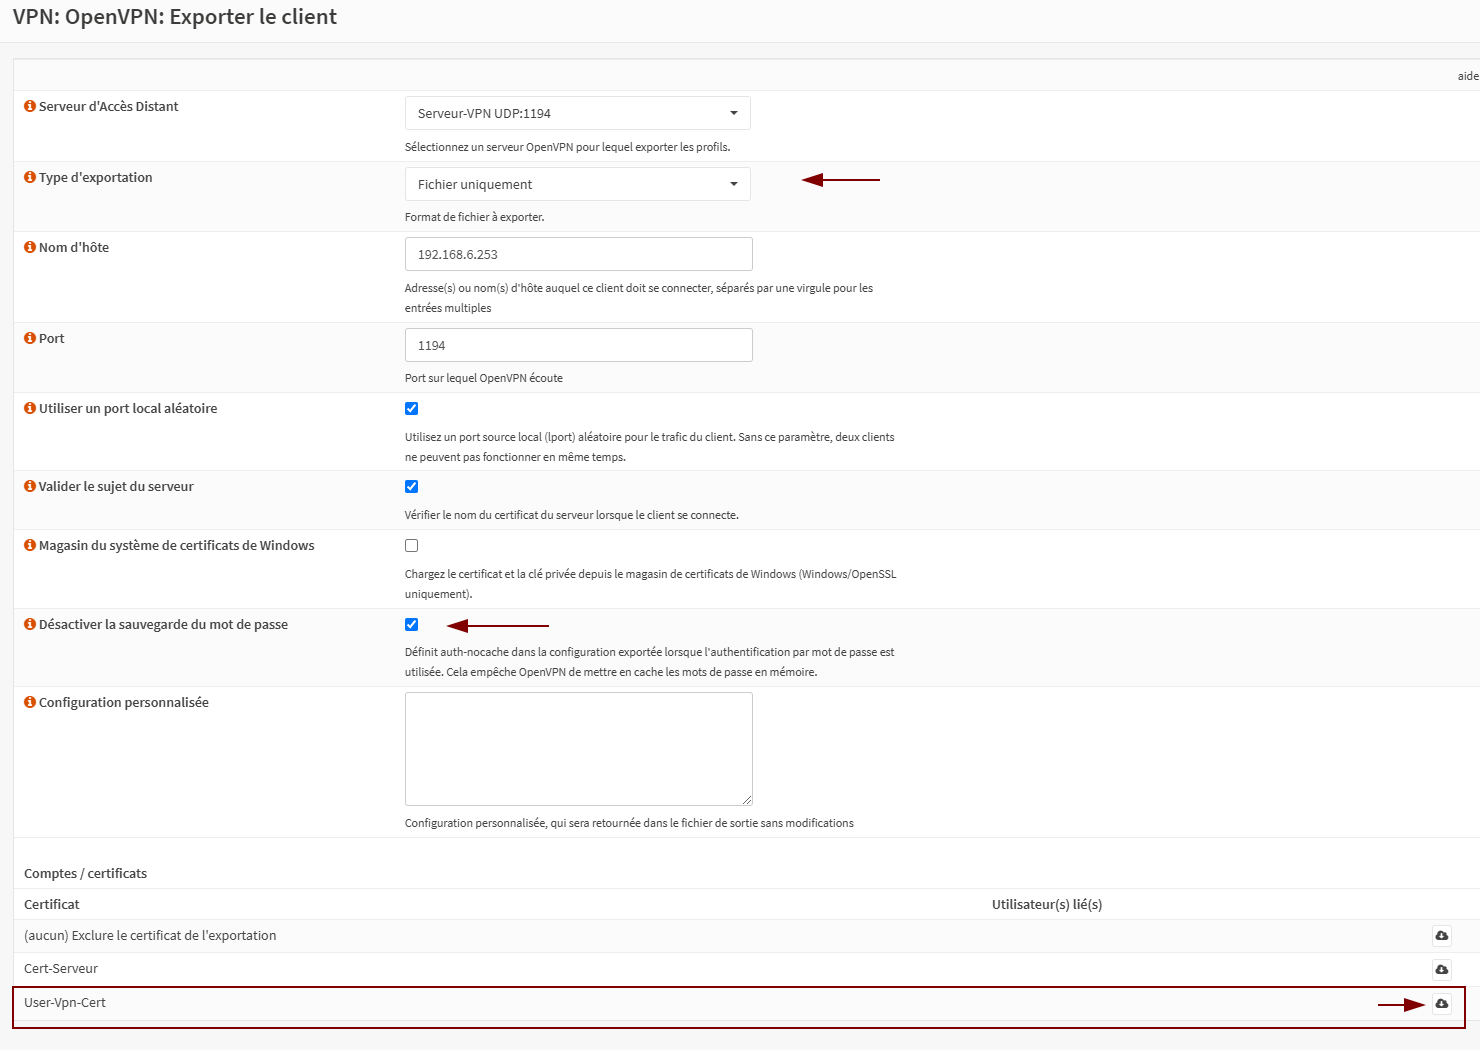 VPN: OpenVPN: Exporter le client
aide
Serveur d'Accès Distant
Serveur-VPN UDP:1194
Sélectionnez un serveur OpenVPN pour lequel exporter les profils.
Type d'exportation
Fichier uniquement
Format de fichier à exporter.
Nom d'hôte
192.168.6.253
Adresse(s) ou nom(s) d'hôte auquel ce client doit se connecter, séparés par une virgule pour les
entrées multiples
Port
1194
Port sur lequel OpenVPN écoute
Utiliser un port local aléatoire
Utilisez un port source local (lport) aléatoire pour le trafic du client. Sans ce paramètre, deux clients
ne peuvent pas fonctionner en même temps.
Valider le sujet du serveur
Vérifier le nom du certificat du serveur lorsque le client se connecte.
Magasin du système de certificats de Windows
Chargez le certificat et la clé privée depuis le magasin de certificats de Windows (Windows/OpenSSL
uniquement).
Désactiver la sauvegarde du mot de passe
Définit auth-nocache dans la configuration exportée lorsque l'authentification par mot de passe est
utilisée. Cela empêche OpenVPN de mettre en cache les mots de passe en mémoire.
Configuration personnalisée
Configuration personnalisée, qui sera retournée dans le fichier de sortie sans modifications
Comptes / certificats
Certificat
Utilisateur(s) lié(s)
(aucun) Exclure le certificat de l'exportation
Cert-Serveur
User-Vpn-Cert